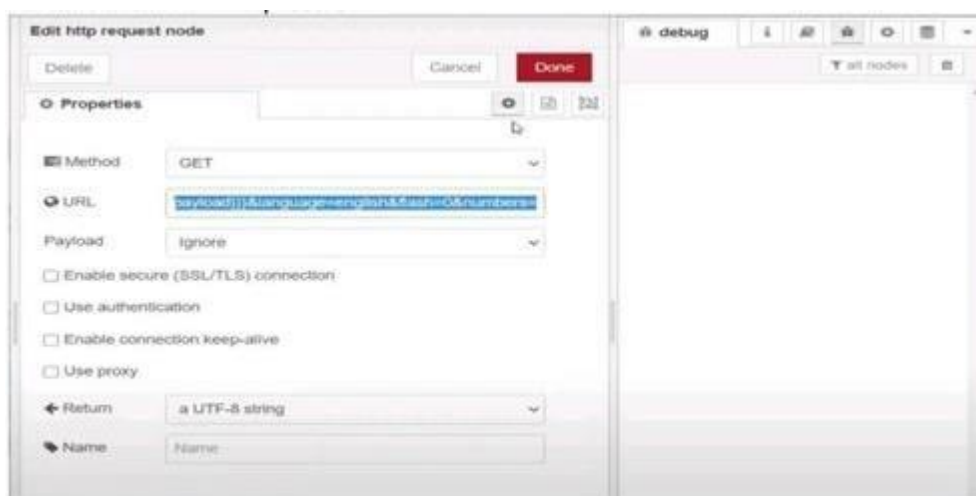 Edit http request node
debug
i
all nodes
Delete
Cancel
Done
Properties
Method
GET
URL
payload}}}&language=english&flash=0&numbers=
Payload
Ignore
Enable secure (SSL/TLS) connection
Use authentication
Enable connection keep-alive
Use proxy
Return
a UTF-8 string
Name
Name